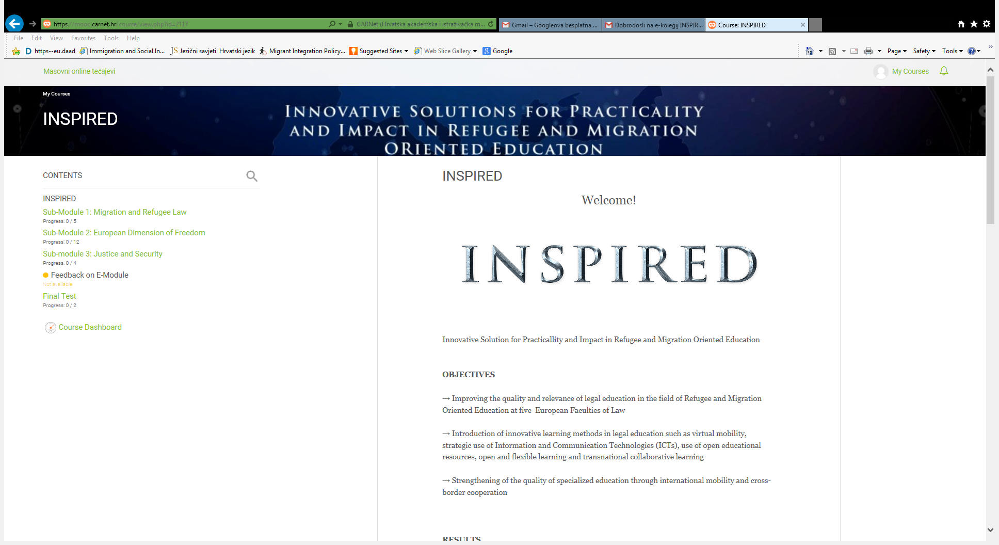 https://mooc.carnet.hr/course/view.php?id=2117
CARNet (Hrvatska akademska i istraživačka m...
Gmail – Googleova besplatna ...
Dobrodosli na e-kolegij INSPIR...
Course: INSPIRED
File Edit View Favorites Tools Help
https--eu.daad
Immigration and Social In...
JS Jezični savjeti
Hrvatski jezik
Migrant Integration Policy...
Suggested Sites
Web Slice Gallery
Google
Page
Safety
Tools
Masovni online tečajevi
My Courses
My Courses
INSPIRED
INNOVATIVE SOLUTIONS FOR PRACTICALITY
AND IMPACT IN REFUGEE AND MIGRATION
ORIENTED EDUCATION
CONTENTS
INSPIRED
Sub-Module 1: Migration and Refugee Law
Progress: 0 / 5
Sub-Module 2: European Dimension of Freedom
Progress: 0 / 12
Sub-module 3: Justice and Security
Progress: 0 / 4
Feedback on E-Module
Not available
Final Test
Progress: 0 / 2
Course Dashboard
INSPIRED
Welcome!
INSPIRED
Innovative Solution for Practicallity and Impact in Refugee and Migration Oriented Education
OBJECTIVES
→ Improving the quality and relevance of legal education in the field of Refugee and Migration
Oriented Education at five European Faculties of Law
→ Introduction of innovative learning methods in legal education such as virtual mobility,
strategic use of Information and Communication Technologies (ICTs), use of open educational
resources, open and flexible learning and transnational collaborative learning
→ Strengthening of the quality of specialized education through international mobility and cross-
border cooperation
RESULTS